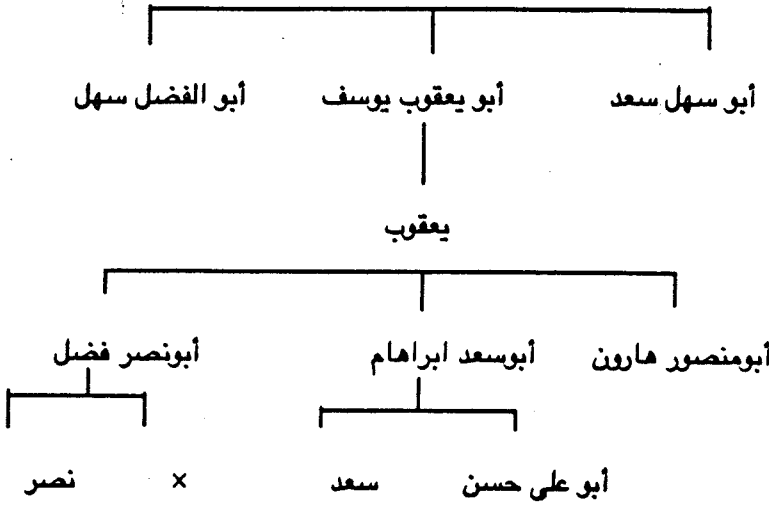 أبو سهل سعد أبو يعقوب يوسف أبو الفضل سهل
يعقوب
أبومنصور هارون أبوسعد ابراهام أبونصر فضل
أبو على حسن سعد × نصر